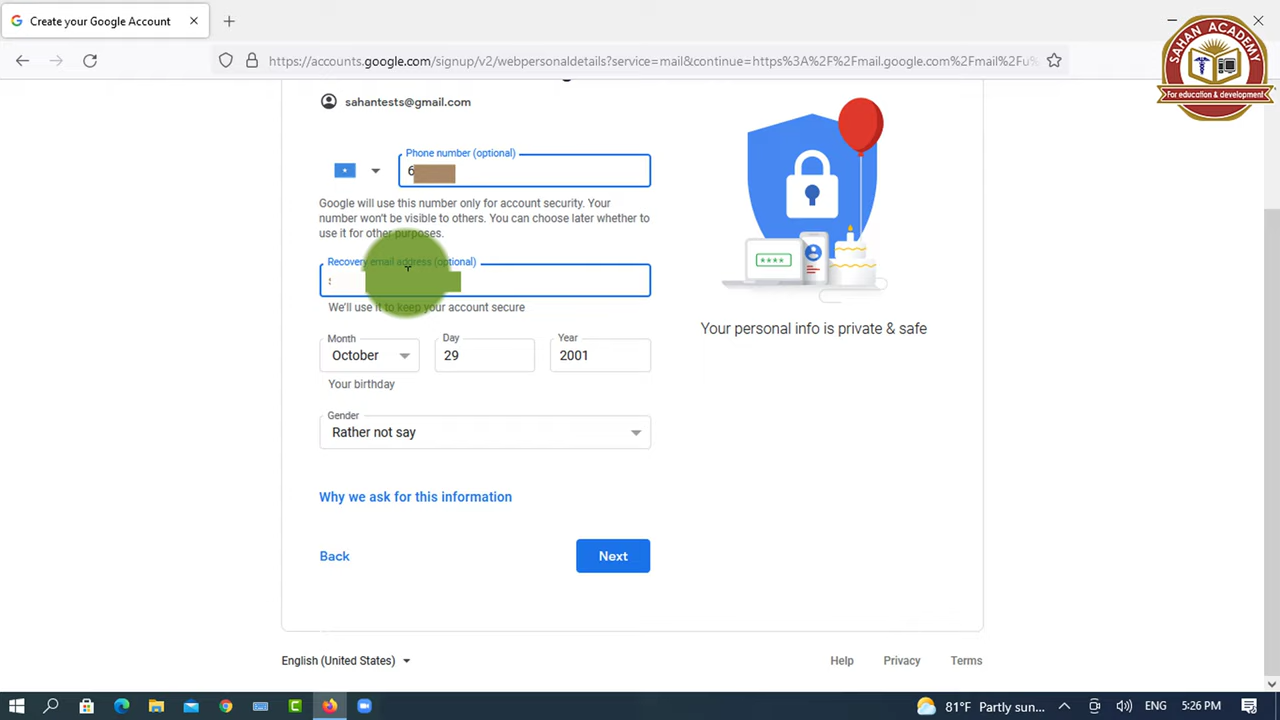 Create your Google Account
https://accounts.google.com/signup/v2/webpersonaldetails?service=mail&continue=https%3A%2F%2Fmail.google.com%2Fmail%2Fu
SAHAN ACADEMY
For education & development
sahantests@gmail.com
Phone number (optional)
6
Google will use this number only for account security. Your
number won't be visible to others. You can choose later whether to
use it for other purposes.
Recovery email address (optional)
We'll use it to keep your account secure
Month
October
Day
29
Year
2001
Your birthday
Gender
Rather not say
Why we ask for this information
Back
Next
****
Your personal info is private & safe
English (United States)
Help
Privacy
Terms
81°F Partly sun...
ENG
5:26 PM